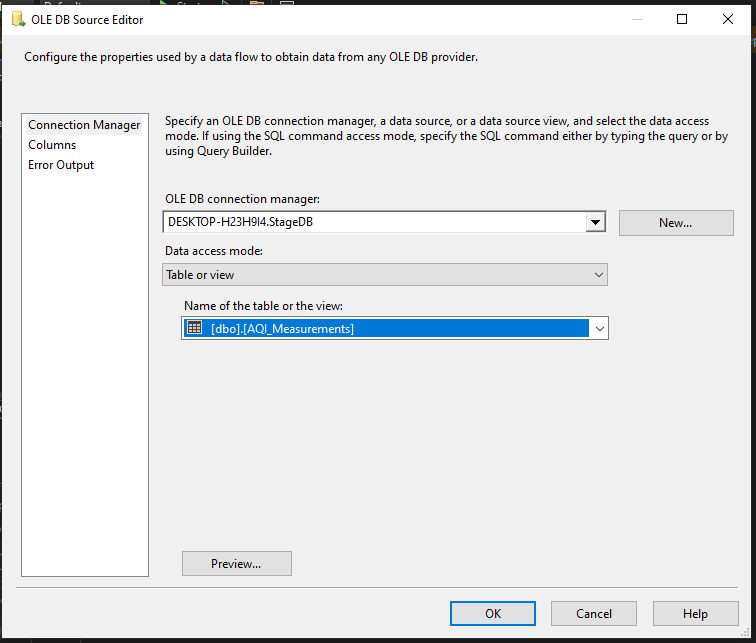 OLE DB Source Editor
Configure the properties used by a data flow to obtain data from any OLE DB provider.
Connection Manager
Columns
Error Output
Specify an OLE DB connection manager, a data source, or a data source view, and select the data access
mode. If using the SQL command access mode, specify the SQL command either by typing the query or by
using Query Builder.
OLE DB connection manager:
DESKTOP-H23H9I4.StageDB
New...
Data access mode:
Table or view
Name of the table or the view:
[dbo].[AQI_Measurements]
Preview...
OK
Cancel
Help